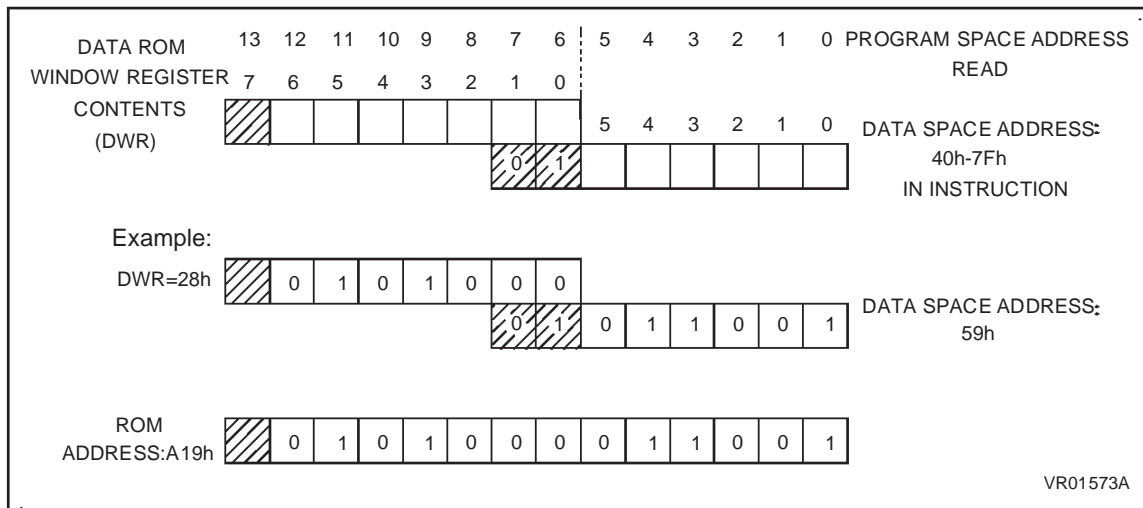 DATA ROM 13 12 11 10 9 8 7 6 5 4 3 2 1 0 PROGRAM SPACE ADDRESS
WINDOW REGISTER 7 6 5 4 3 2 1 0 READ
CONTENTS
(DWR)
5 4 3 2 1 0 DATA SPACE ADDRESS:
0 1 40h-7Fh
IN INSTRUCTION
Example:
DWR=28h 0 1 0 1 0 0 0
0 1 0 1 1 0 0 1 DATA SPACE ADDRESS:
59h
ROM
ADDRESS:A19h 0 1 0 1 0 0 0 0 1 1 0 0 1
VR01573A